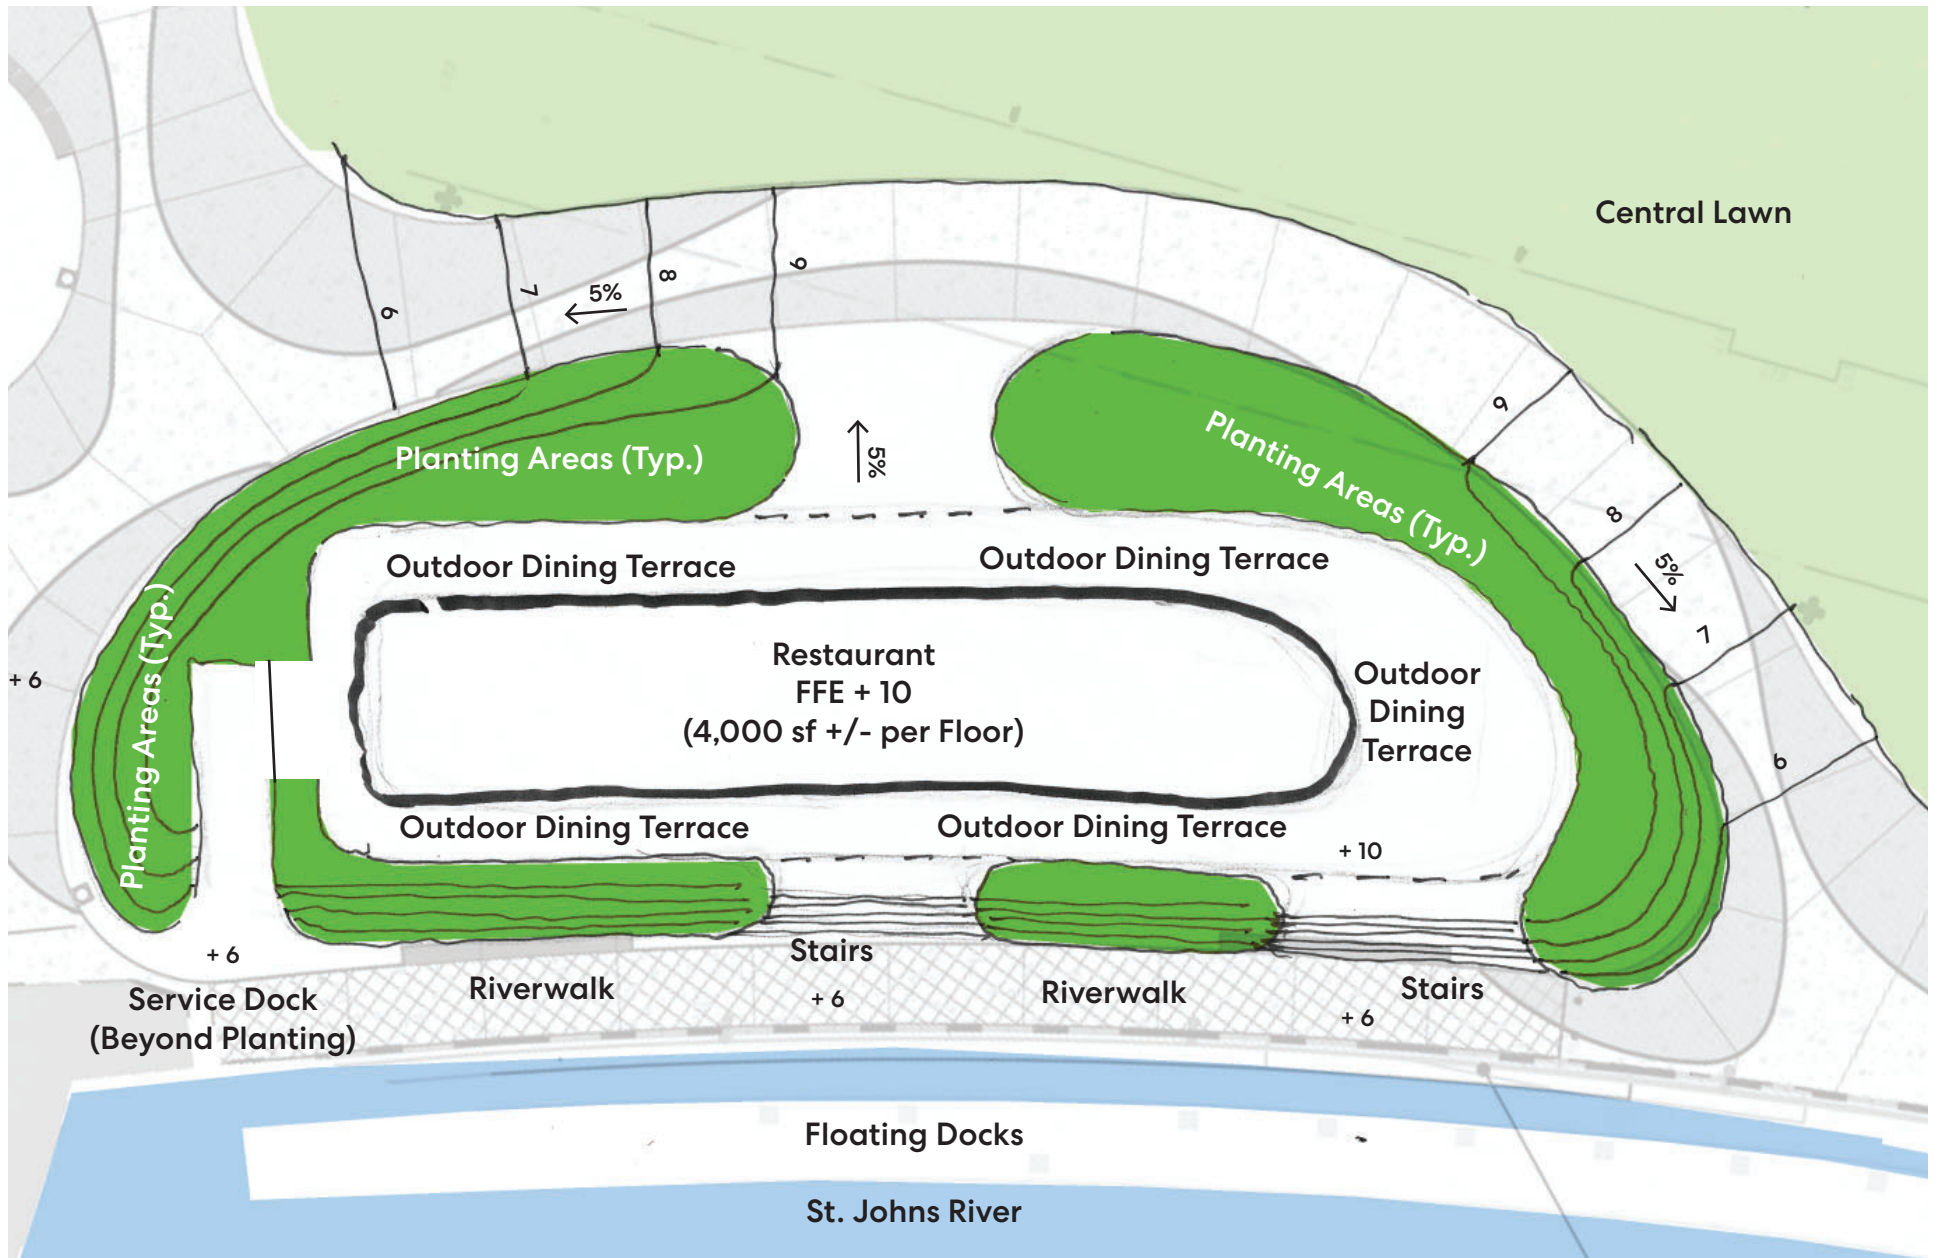 Central Lawn
6
7
5%
8
9
9
8
5%
7
6
5%
Planting Areas (Typ.)
Planting Areas (Typ.)
Planting Areas (Typ.)
Outdoor Dining Terrace
Outdoor Dining Terrace
Restaurant
FFE + 10
(4,000 sf +/- per Floor)
Outdoor
Dining
Terrace
+ 6
Outdoor Dining Terrace
Outdoor Dining Terrace
+ 10
+ 6
Stairs
+ 6
Riverwalk
Riverwalk
Stairs
+ 6
Service Dock
(Beyond Planting)
Floating Docks
St. Johns River